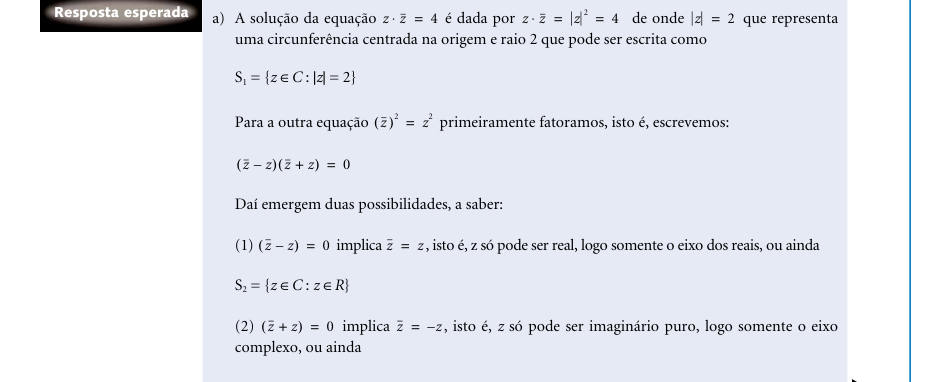 Resposta esperada
a) A solução da equação z · z̄ = 4 é dada por z · z̄ = |z|² = 4 de onde |z| = 2 que representa
uma circunferência centrada na origem e raio 2 que pode ser escrita como
S₁ = {z ∈ C : |z| = 2}
Para a outra equação (z̄)² = z² primeiramente fatoramos, isto é, escrevemos:
(z̄ – z)(z̄ + z) = 0
Daí emergem duas possibilidades, a saber:
(1) (z̄ – z) = 0 implica z̄ = z, isto é, z só pode ser real, logo somente o eixo dos reais, ou ainda
S₂ = {z ∈ C : z ∈ R}
(2) (z̄ + z) = 0 implica z̄ = –z, isto é, z só pode ser imaginário puro, logo somente o eixo
complexo, ou ainda